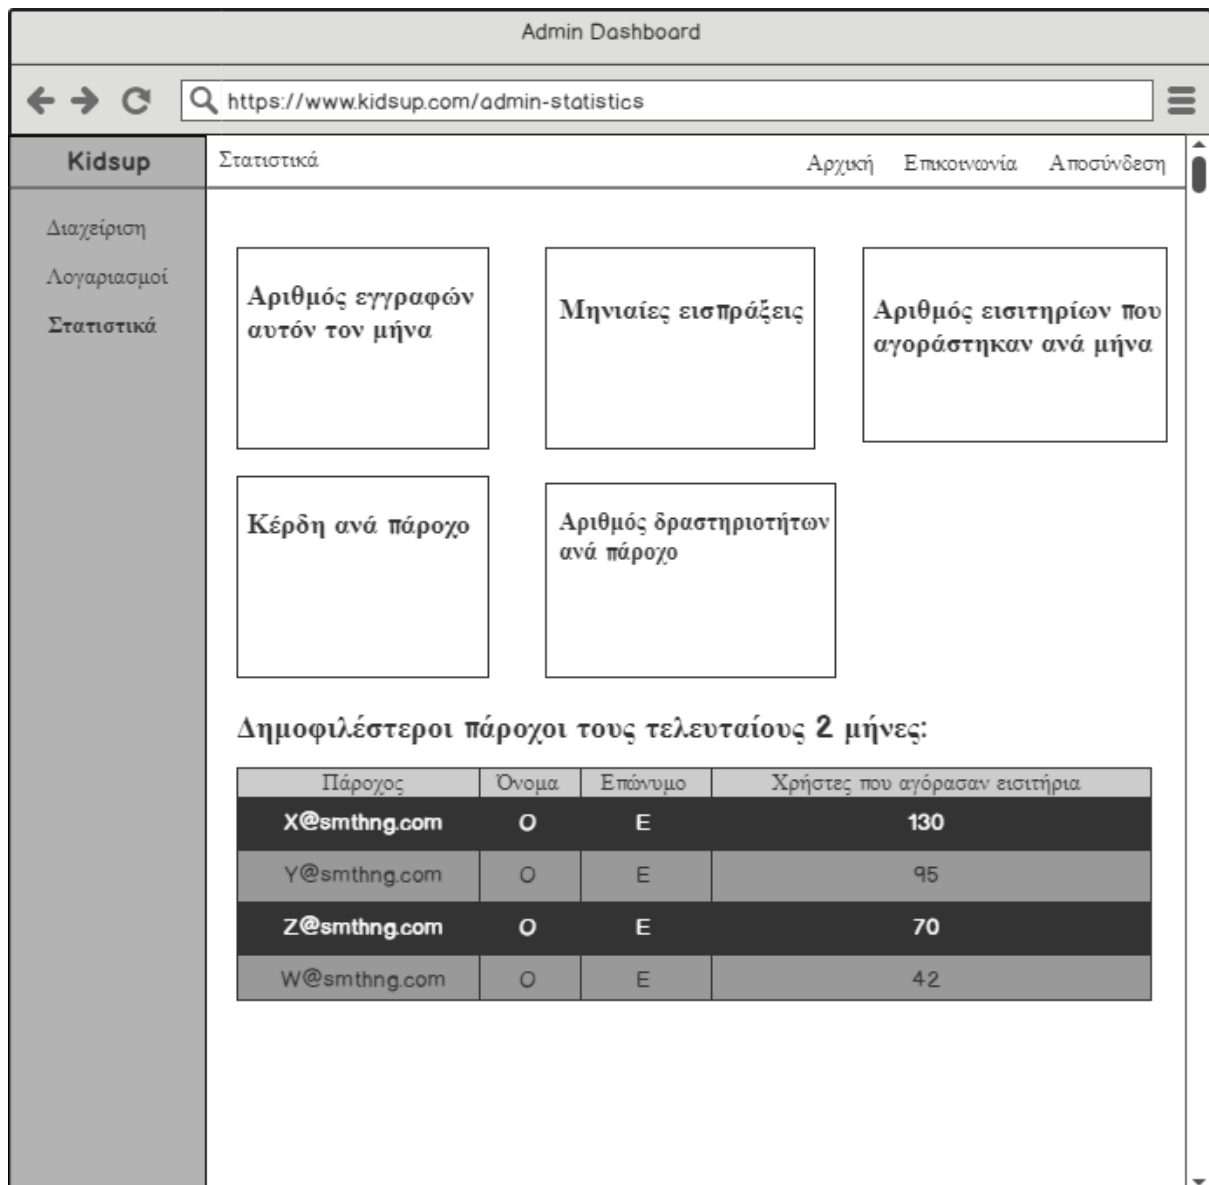 Admin Dashboard
https://www.kidsup.com/admin-statistics
Kidsup
Στατιστικά
Αρχική Επικοινωνία Αποσύνδεση
Διαχείριση
Λογαριασμοί
Στατιστικά
Αριθμός εγγραφών
αυτόν τον μήνα
Μηνιαίες εισπράξεις
Αριθμός εισιτηρίων που
αγοράστηκαν ανά μήνα
Κέρδη ανά πάροχο
Αριθμός δραστηριοτήτων
ανά πάροχο
Δημοφιλέστεροι πάροχοι τους τελευταίους 2 μήνες:
Πάροχος Όνομα Επώνυμο Χρήστες που αγόρασαν εισιτήρια
X@smthng.com O E 130
Y@smthng.com O E 95
Z@smthng.com O E 70
W@smthng.com O E 42